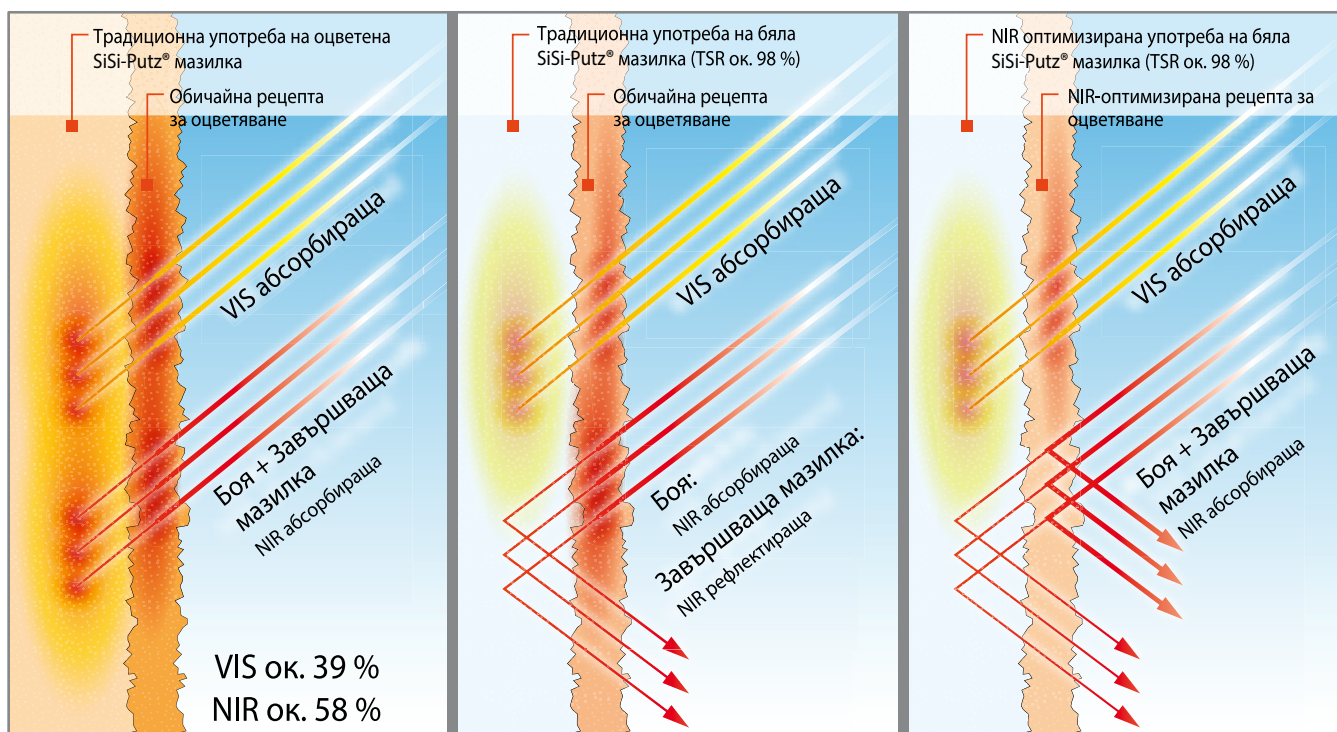 Традиционна употреба на оцветена
SiSi-Putz® мазилка
Обичайна рецепта
за оцветяване
VIS абсорбираща
Боя + Завършваща
мазилка
NIR абсорбираща
VIS ок. 39 %
NIR ок. 58 %
Традиционна употреба на бяла
SiSi-Putz® мазилка (TSR ок. 98 %)
Обичайна рецепта
за оцветяване
VIS абсорбираща
Боя:
NIR абсорбираща
Завършваща мазилка:
NIR рефлектираща
NIR оптимизирана употреба на бяла
SiSi-Putz® мазилка (TSR ок. 98 %)
NIR-оптимизирана рецепта за
оцветяване
VIS абсорбираща
Боя + Завършваща
мазилка
NIR абсорбираща